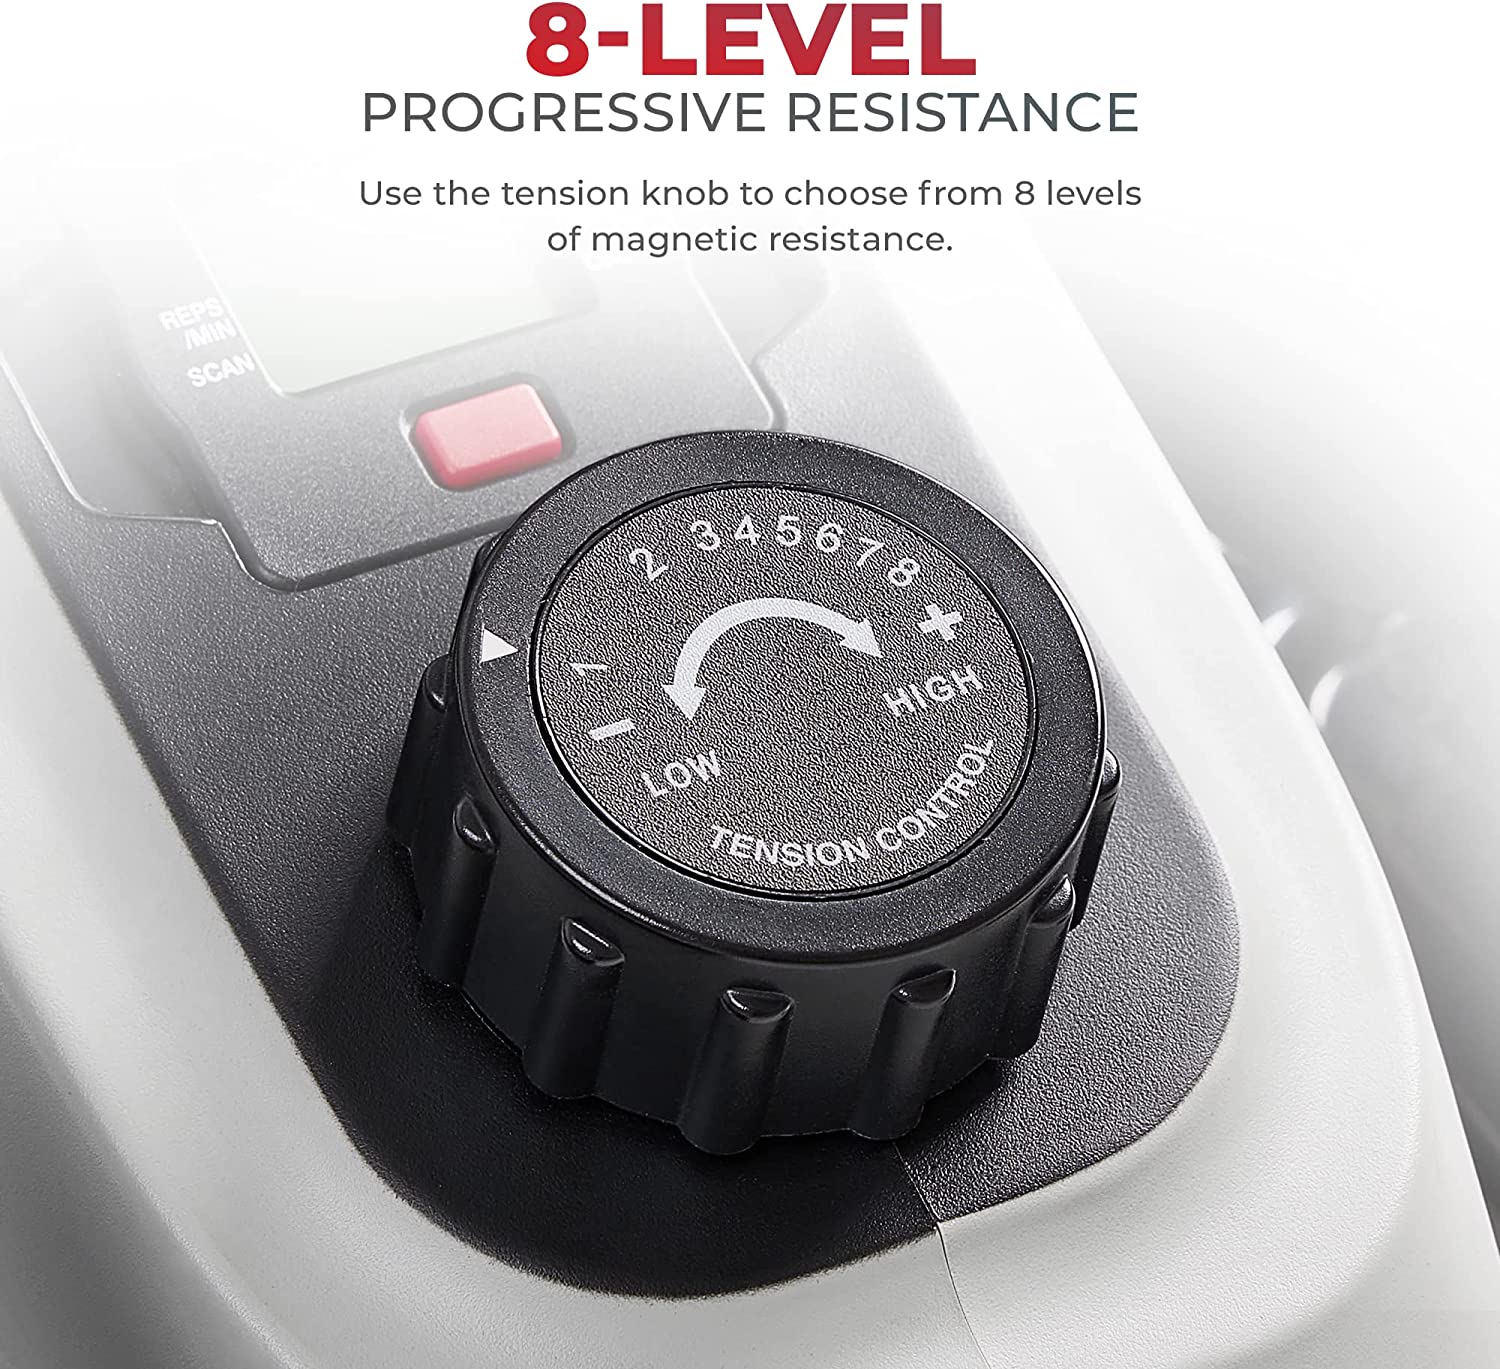 8-LEVEL
PROGRESSIVE RESISTANCE
Use the tension knob to choose from 8 levels
of magnetic resistance.
REPS
/MIN
SCAN
1 2 3 4 5 6 7 8
− +
LOW HIGH
TENSION CONTROL